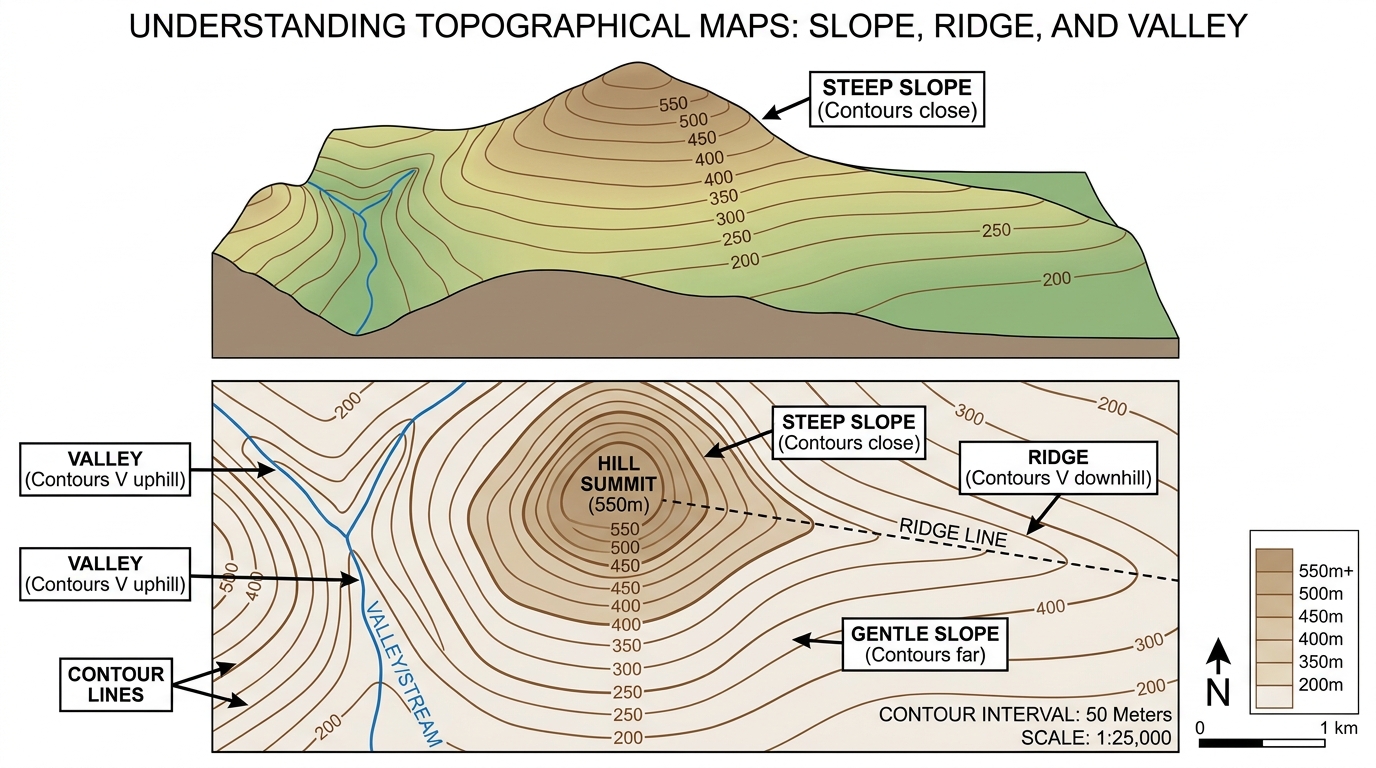 UNDERSTANDING TOPOGRAPHICAL MAPS: SLOPE, RIDGE, AND VALLEY
STEEP SLOPE
(Contours close)
550
500
450
400
400
350
300
250
200
250
200
200
300
200
STEEP SLOPE
(Contours close)
VALLEY
(Contours V uphill)
HILL
SUMMIT
(550m)
RIDGE
(Contours V downhill)
RIDGE LINE
550
500
450
450
400
400
350
300
250
250
200
VALLEY
(Contours V uphill)
500
400
VALLEY/STREAM
400
GENTLE SLOPE
(Contours far)
300
200
CONTOUR
LINES
200
CONTOUR INTERVAL: 50 Meters
SCALE: 1:25,000
550m+
500m
450m
400m
350m
200m
N
0 1 km